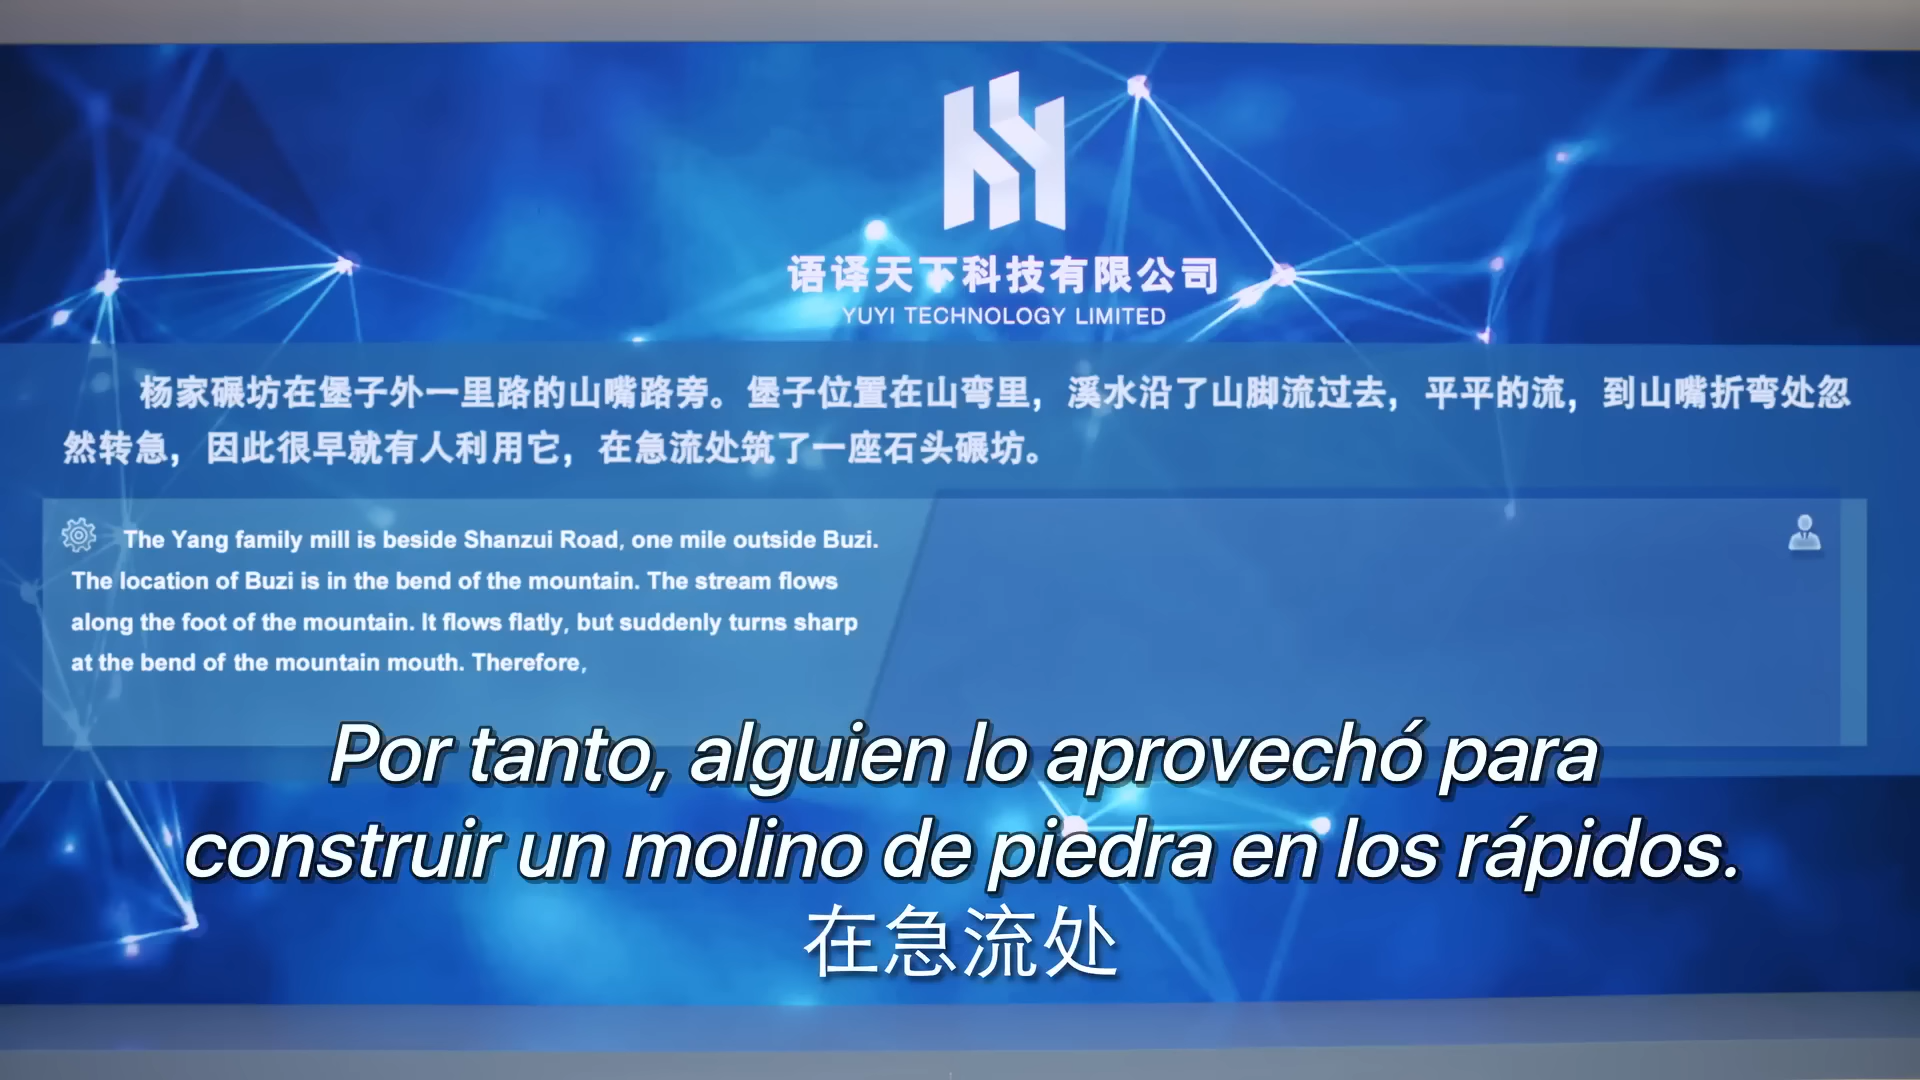 语译天下科技有限公司
YUYI TECHNOLOGY LIMITED
杨家碾坊在堡子外一里路的山嘴路旁。堡子位置在山弯里，溪水沿了山脚流过去，平平的流，到山嘴折弯处忽
然转急，因此很早就有人利用它，在急流处筑了一座石头碾坊。
The Yang family mill is beside Shanzui Road, one mile outside Buzi.
The location of Buzi is in the bend of the mountain. The stream flows
along the foot of the mountain. It flows flatly, but suddenly turns sharp
at the bend of the mountain mouth. Therefore,
Por tanto, alguien lo aprovechó para
construir un molino de piedra en los rápidos.
在急流处